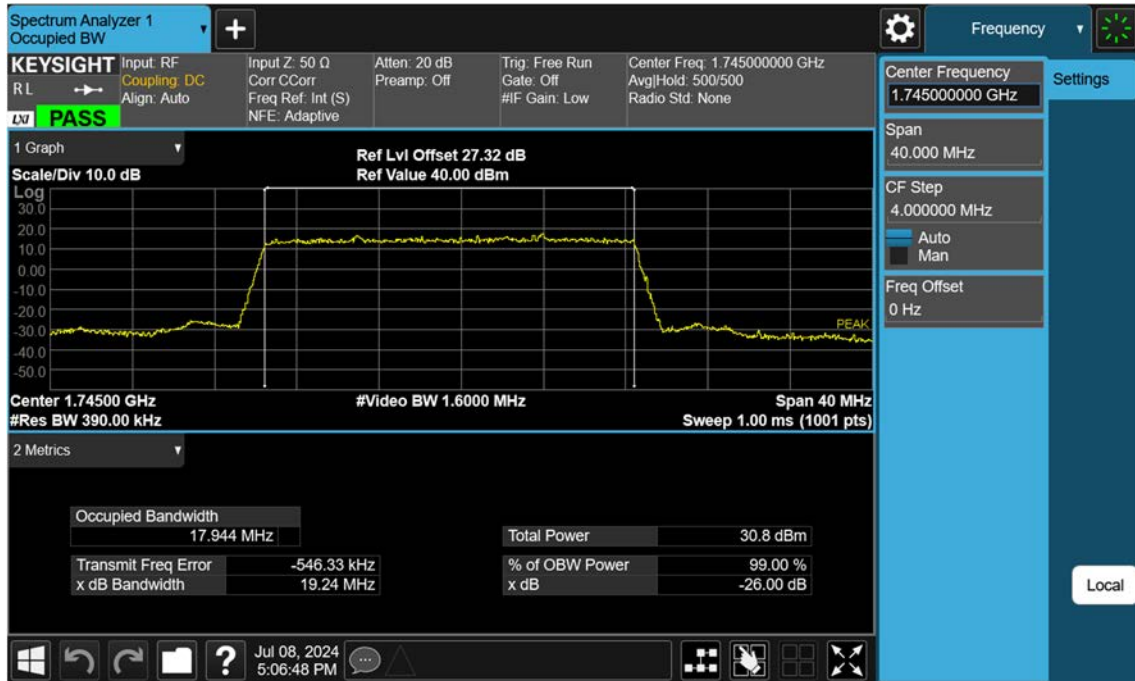 Spectrum Analyzer 1
Occupied BW
+
Frequency
KEYSIGHT
R L
LXI
PASS
Input: RF
Coupling: DC
Align: Auto
Input Z: 50 Ω
Corr CCorr
Freq Ref: Int (S)
NFE: Adaptive
Atten: 20 dB
Preamp: Off
Trig: Free Run
Gate: Off
#IF Gain: Low
Center Freq: 1.745000000 GHz
Avg|Hold: 500/500
Radio Std: None
Center Frequency
1.745000000 GHz
Settings
Span
40.000 MHz
CF Step
4.000000 MHz
Auto
Man
Freq Offset
0 Hz
Local
1 Graph
Scale/Div 10.0 dB
Ref Lvl Offset 27.32 dB
Ref Value 40.00 dBm
Log
30.0
20.0
10.0
0.00
-10.0
-20.0
-30.0
-40.0
-50.0
PEAK
Center 1.74500 GHz
#Video BW 1.6000 MHz
Span 40 MHz
#Res BW 390.00 kHz
Sweep 1.00 ms (1001 pts)
2 Metrics
Occupied Bandwidth
17.944 MHz
Total Power 30.8 dBm
Transmit Freq Error -546.33 kHz
% of OBW Power 99.00 %
x dB Bandwidth 19.24 MHz
x dB -26.00 dB
?
Jul 08, 2024
5:06:48 PM